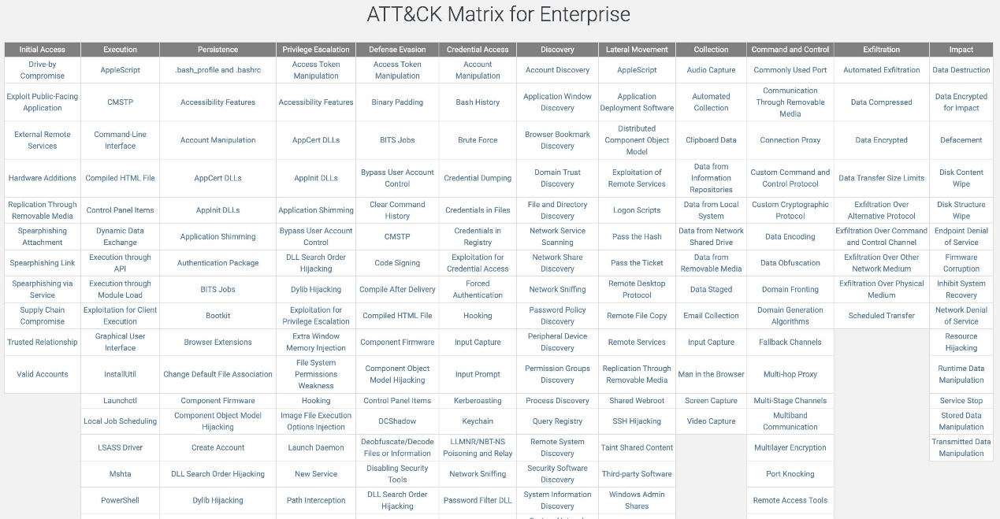 ATT&CK Matrix for Enterprise
Initial Access Execution Persistence Privilege Escalation Defense Evasion Credential Access Discovery Lateral Movement Collection Command and Control Exfiltration Impact
Drive-by Compromise AppleScript .bash_profile and .bashrc Access Token Manipulation Access Token Manipulation Account Manipulation Account Discovery AppleScript Audio Capture Commonly Used Port Automated Exfiltration Data Destruction
Exploit Public-Facing Application CMSTP Accessibility Features Accessibility Features Binary Padding Bash History Application Window Discovery Application Deployment Software Automated Collection Communication Through Removable Media Data Compressed Data Encrypted for Impact
External Remote Services Command-Line Interface Account Manipulation AppCert DLLs BITS Jobs Brute Force Browser Bookmark Discovery Distributed Component Object Model Clipboard Data Connection Proxy Data Encrypted Defacement
Hardware Additions Compiled HTML File AppCert DLLs AppInit DLLs Bypass User Account Control Credential Dumping Domain Trust Discovery Exploitation of Remote Services Data from Information Repositories Custom Command and Control Protocol Data Transfer Size Limits Disk Content Wipe
Replication Through Removable Media Control Panel Items AppInit DLLs Application Shimming Clear Command History Credentials in Files File and Directory Discovery Logon Scripts Data from Local System Custom Cryptographic Protocol Exfiltration Over Alternative Protocol Disk Structure Wipe
Spearphishing Attachment Dynamic Data Exchange Application Shimming Bypass User Account Control CMSTP Credentials in Registry Network Service Scanning Pass the Hash Data from Network Shared Drive Data Encoding Exfiltration Over Command and Control Channel Endpoint Denial of Service
Spearphishing Link Execution through API Authentication Package DLL Search Order Hijacking Code Signing Exploitation for Credential Access Network Share Discovery Pass the Ticket Data from Removable Media Data Obfuscation Exfiltration Over Other Network Medium Firmware Corruption
Spearphishing via Service Execution through Module Load BITS Jobs Dylib Hijacking Compile After Delivery Forced Authentication Network Sniffing Remote Desktop Protocol Data Staged Domain Fronting Exfiltration Over Physical Medium Inhibit System Recovery
Supply Chain Compromise Exploitation for Client Execution Bootkit Exploitation for Privilege Escalation Compiled HTML File Hooking Password Policy Discovery Remote File Copy Email Collection Domain Generation Algorithms Scheduled Transfer Network Denial of Service
Trusted Relationship Graphical User Interface Browser Extensions Extra Window Memory Injection Component Firmware Input Capture Peripheral Device Discovery Remote Services Input Capture Fallback Channels Resource Hijacking
Valid Accounts InstallUtil Change Default File Association File System Permissions Weakness Component Object Model Hijacking Input Prompt Permission Groups Discovery Replication Through Removable Media Man in the Browser Multi-hop Proxy Runtime Data Manipulation
Launchctl Component Firmware Hooking Control Panel Items Kerberoasting Process Discovery Shared Webroot Screen Capture Multi-Stage Channels Service Stop
Local Job Scheduling Component Object Model Hijacking Image File Execution Options Injection DCShadow Keychain Query Registry SSH Hijacking Video Capture Multiband Communication Stored Data Manipulation
LSASS Driver Create Account Launch Daemon Deobfuscate/Decode Files or Information LLMNR/NBT-NS Poisoning and Relay Remote System Discovery Taint Shared Content Multilayer Encryption Transmitted Data Manipulation
Mshta DLL Search Order Hijacking New Service Disabling Security Tools Network Sniffing Security Software Discovery Third-party Software Port Knocking
PowerShell Dylib Hijacking Path Interception DLL Search Order Hijacking Password Filter DLL System Information Discovery Windows Admin Shares Remote Access Tools